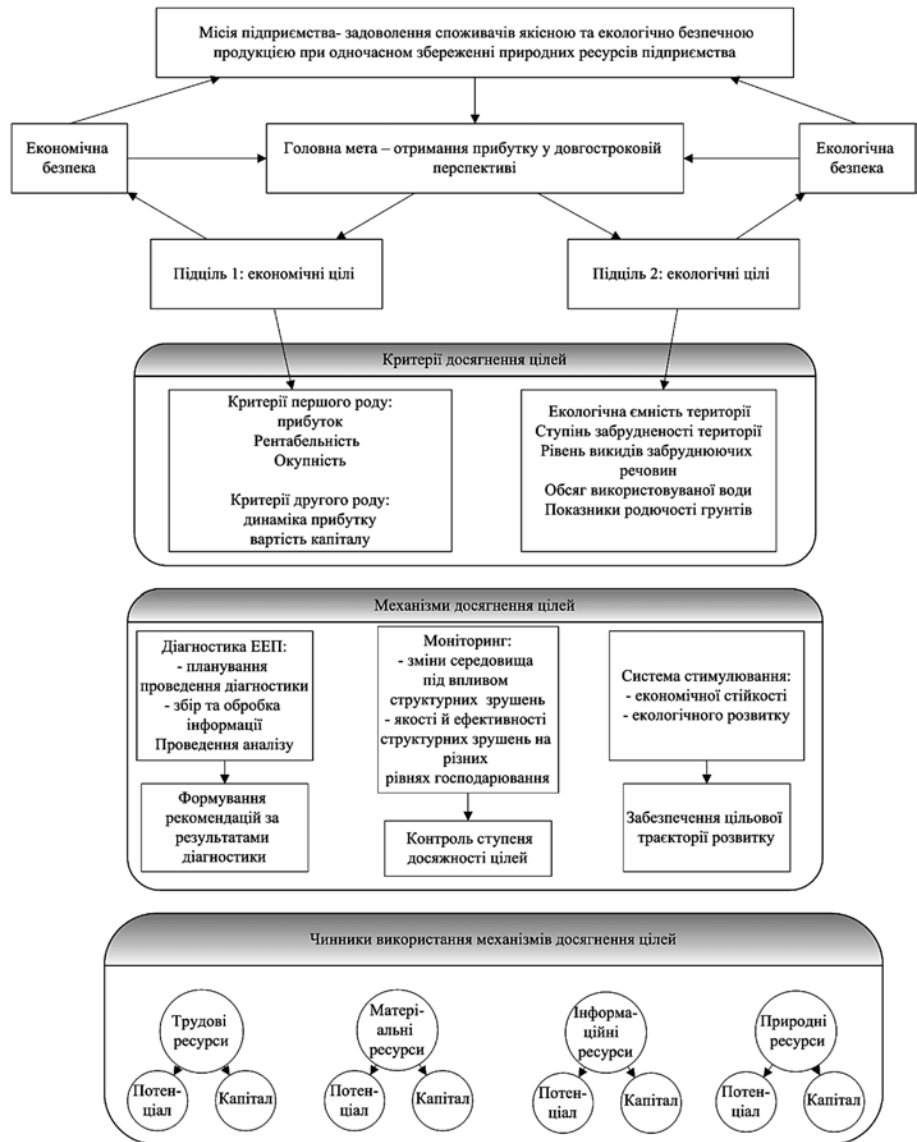 Місія підприємства- задоволення споживачів якісною та екологічно безпечною
продукцією при одночасном збереженні природних ресурсів підприємства
Економічна
безпека
Головна мета – отримання прибутку у довгостроковій
перспективі
Екологічна
безпека
Підціль 1: економічні цілі
Підціль 2: екологічні цілі
Критерії досягнення цілей
Критерії першого роду:
прибуток
Рентабельність
Окупність
Критерії другого роду:
динаміка прибутку
вартість капіталу
Екологічна ємність території
Ступінь забрудненості території
Рівень викидів забруднюючих
речовин
Обсяг використовуваної води
Показники родючості грунтів
Механізми досягнення цілей
Діагностика ЕЕП:
- планування
проведення діагностики
- збір та обробка
інформації
Проведення аналізу
Формування
рекомендацій за
результатами
діагностики
Моніторинг:
- зміни середовища
під впливом
структурних зрушень
- якості й ефективності
структурних зрушень на
різних
рівнях господарювання
Контроль ступеня
досяжності цілей
Система стимулювання:
- економічної стійкості
- екологічного розвитку
Забезпечення цільової
траєкторії розвитку
Чинники використання механізмів досягнення цілей
Трудові
ресурси
Потен-
ціал
Капітал
Матері-
альні
ресурси
Потен-
ціал
Капітал
Інформа-
ційні
ресурси
Потен-
ціал
Капітал
Природні
ресурси
Потен-
ціал
Капітал